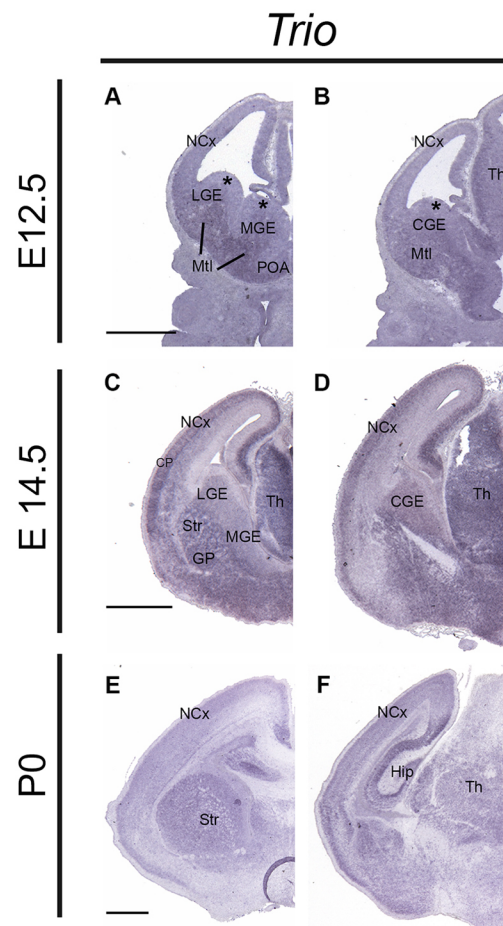 Trio
E12.5
A
NCx
LGE
*
*
MGE
Mtl
POA
B
NCx
Th
*
CGE
Mtl
E 14.5
C
NCx
CP
LGE
Th
Str
MGE
GP
D
NCx
CGE
Th
P0
E
NCx
Str
F
NCx
Hip
Th